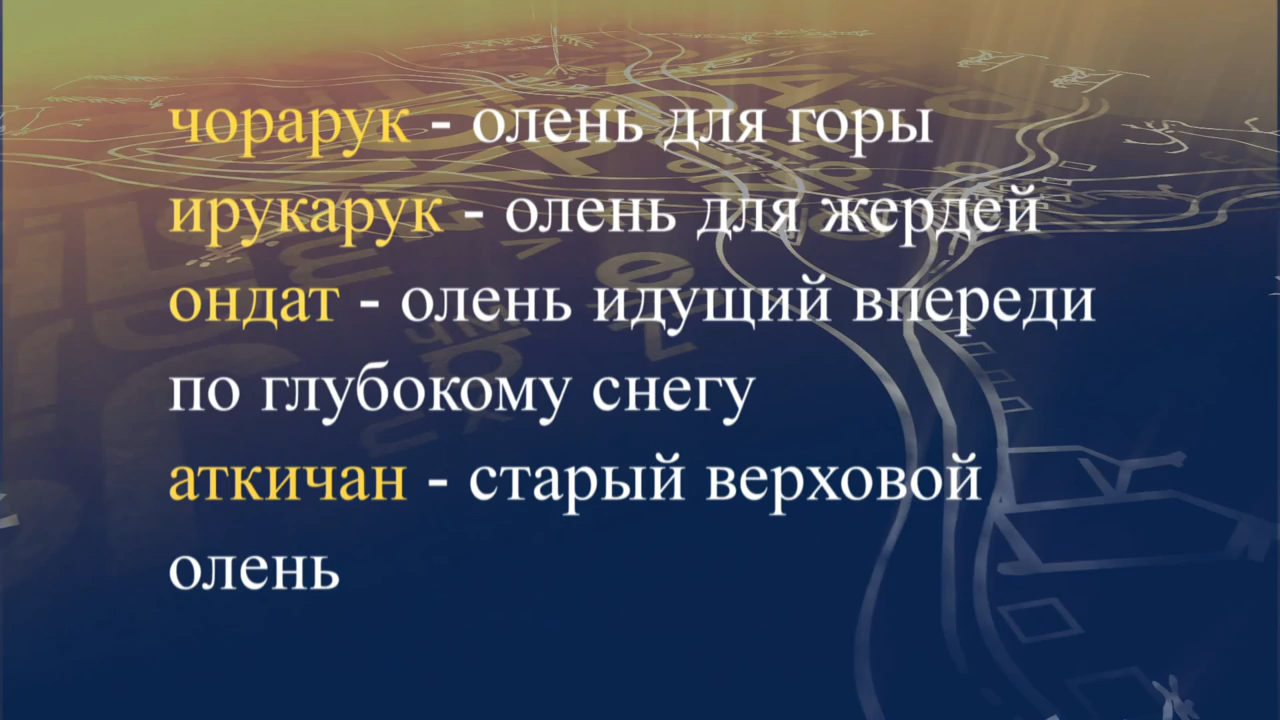 чорарук - олень для горы
ирукарук - олень для жердей
ондат - олень идущий впереди
по глубокому снегу
аткичан - старый верховой
олень